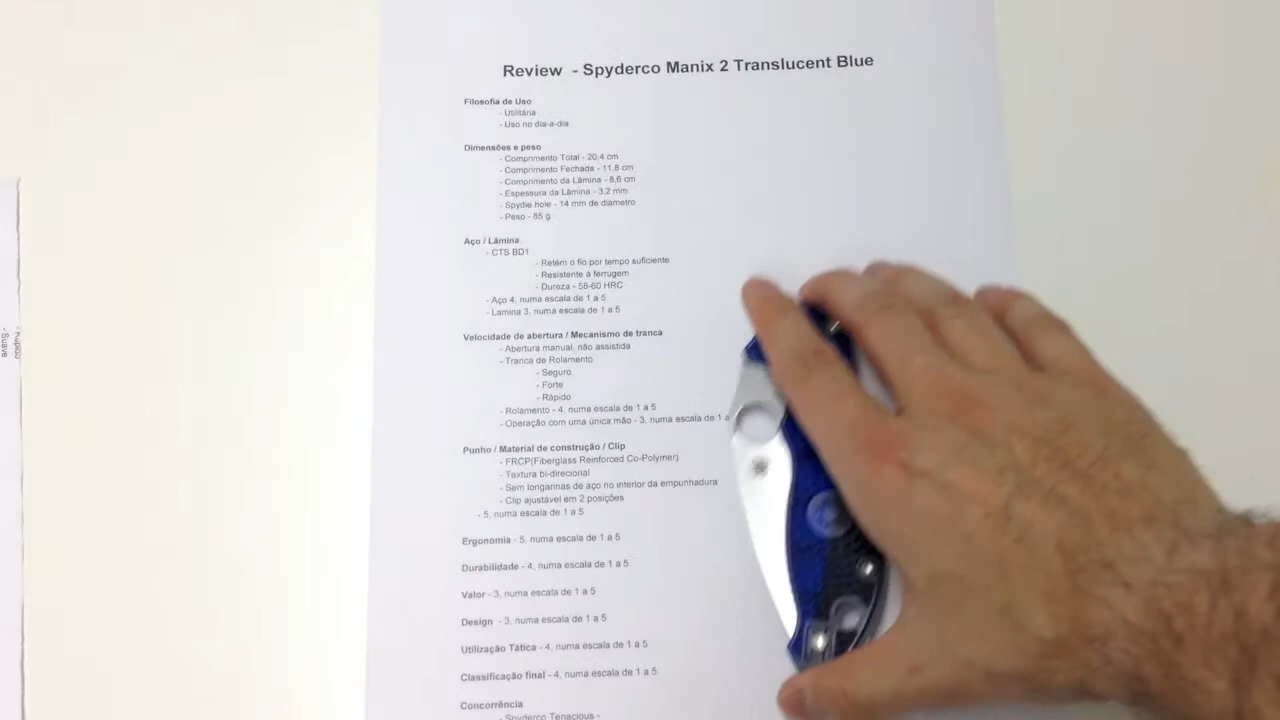 Review - Spyderco Manix 2 Translucent Blue
Filosofia de Uso
- Utilitária
- Uso no dia-a-dia
Dimensões e peso
- Comprimento Total - 20,4 cm
- Comprimento Fechada - 11,8 cm
- Comprimento da Lâmina - 8,6 cm
- Espessura da Lâmina - 3,2 mm
- Spydie hole - 14 mm de diametro
- Peso - 85 g
Aço / Lâmina
- CTS BD1
- Retém o fio por tempo suficiente
- Resistente à ferrugem
- Dureza - 58-60 HRC
- Aço 4, numa escala de 1 a 5
- Lamina 3, numa escala de 1 a 5
Velocidade de abertura / Mecanismo de tranca
- Abertura manual, não assistida
- Tranca de Rolamento
- Seguro
- Forte
- Rápido
- Rolamento - 4, numa escala de 1 a 5
- Operação com uma única mão - 3, numa escala de 1 a
Punho / Material de construção / Clip
- FRCP(Fiberglass Reinforced Co-Polymer)
- Textura bi-direcional
- Sem longarinas de aço no interior da empunhadura
- Clip ajustável em 2 posições
- 5, numa escala de 1 a 5
Ergonomia - 5, numa escala de 1 a 5
Durabilidade - 4, numa escala de 1 a 5
Valor - 3, numa escala de 1 a 5
Design - 3, numa escala de 1 a 5
Utilização Tática - 4, numa escala de 1 a 5
Classificação final - 4, numa escala de 1 a 5
Concorrência
- Spyderco Tenacious -
- Rápido
- Suave